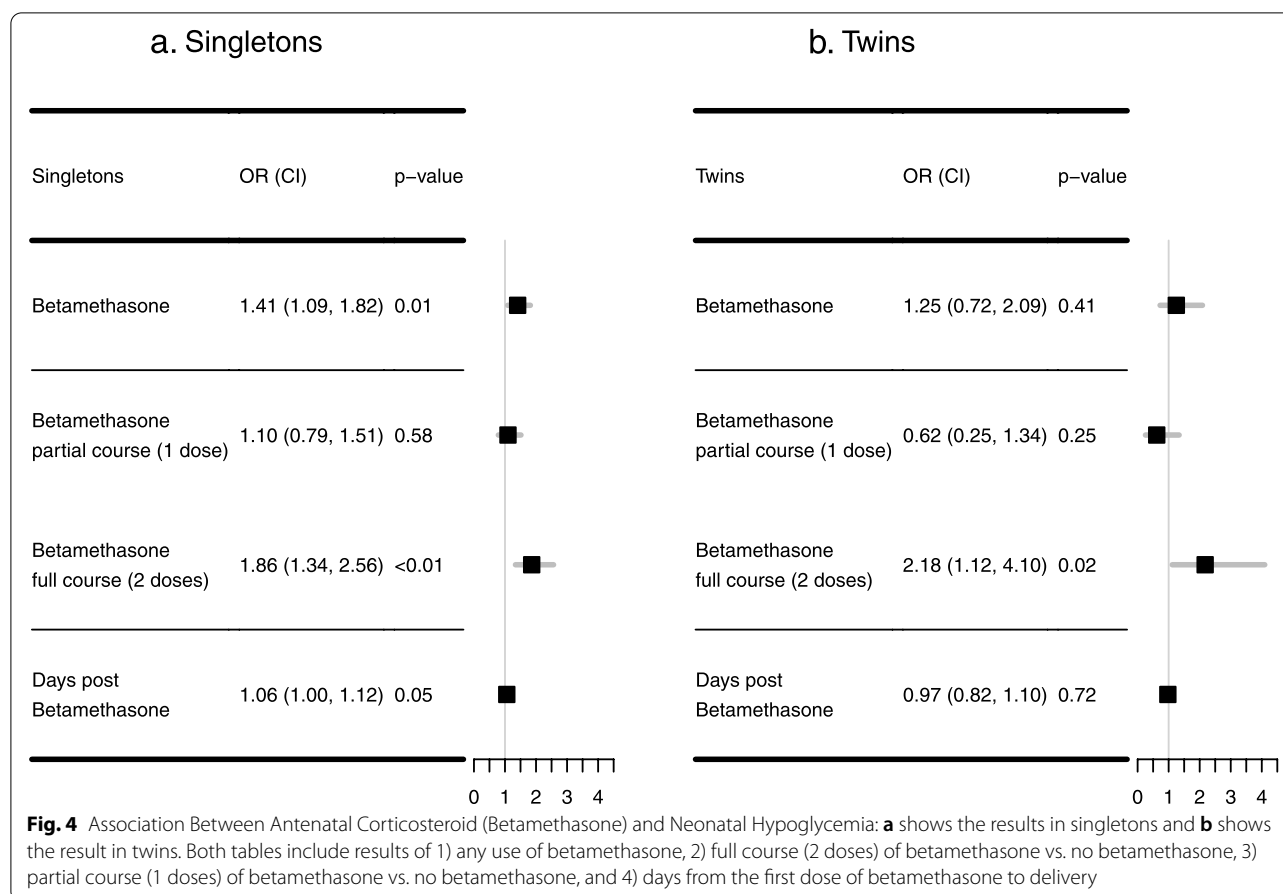 a. Singletons
Singletons OR (CI) p−value
Betamethasone 1.41 (1.09, 1.82) 0.01
Betamethasone
partial course (1 dose) 1.10 (0.79, 1.51) 0.58
Betamethasone
full course (2 doses) 1.86 (1.34, 2.56) <0.01
Days post
Betamethasone 1.06 (1.00, 1.12) 0.05
0 1 2 3 4
b. Twins
Twins OR (CI) p−value
Betamethasone 1.25 (0.72, 2.09) 0.41
Betamethasone
partial course (1 dose) 0.62 (0.25, 1.34) 0.25
Betamethasone
full course (2 doses) 2.18 (1.12, 4.10) 0.02
Days post
Betamethasone 0.97 (0.82, 1.10) 0.72
0 1 2 3 4
Fig. 4 Association Between Antenatal Corticosteroid (Betamethasone) and Neonatal Hypoglycemia: a shows the results in singletons and b shows
the result in twins. Both tables include results of 1) any use of betamethasone, 2) full course (2 doses) of betamethasone vs. no betamethasone, 3)
partial course (1 doses) of betamethasone vs. no betamethasone, and 4) days from the first dose of betamethasone to delivery